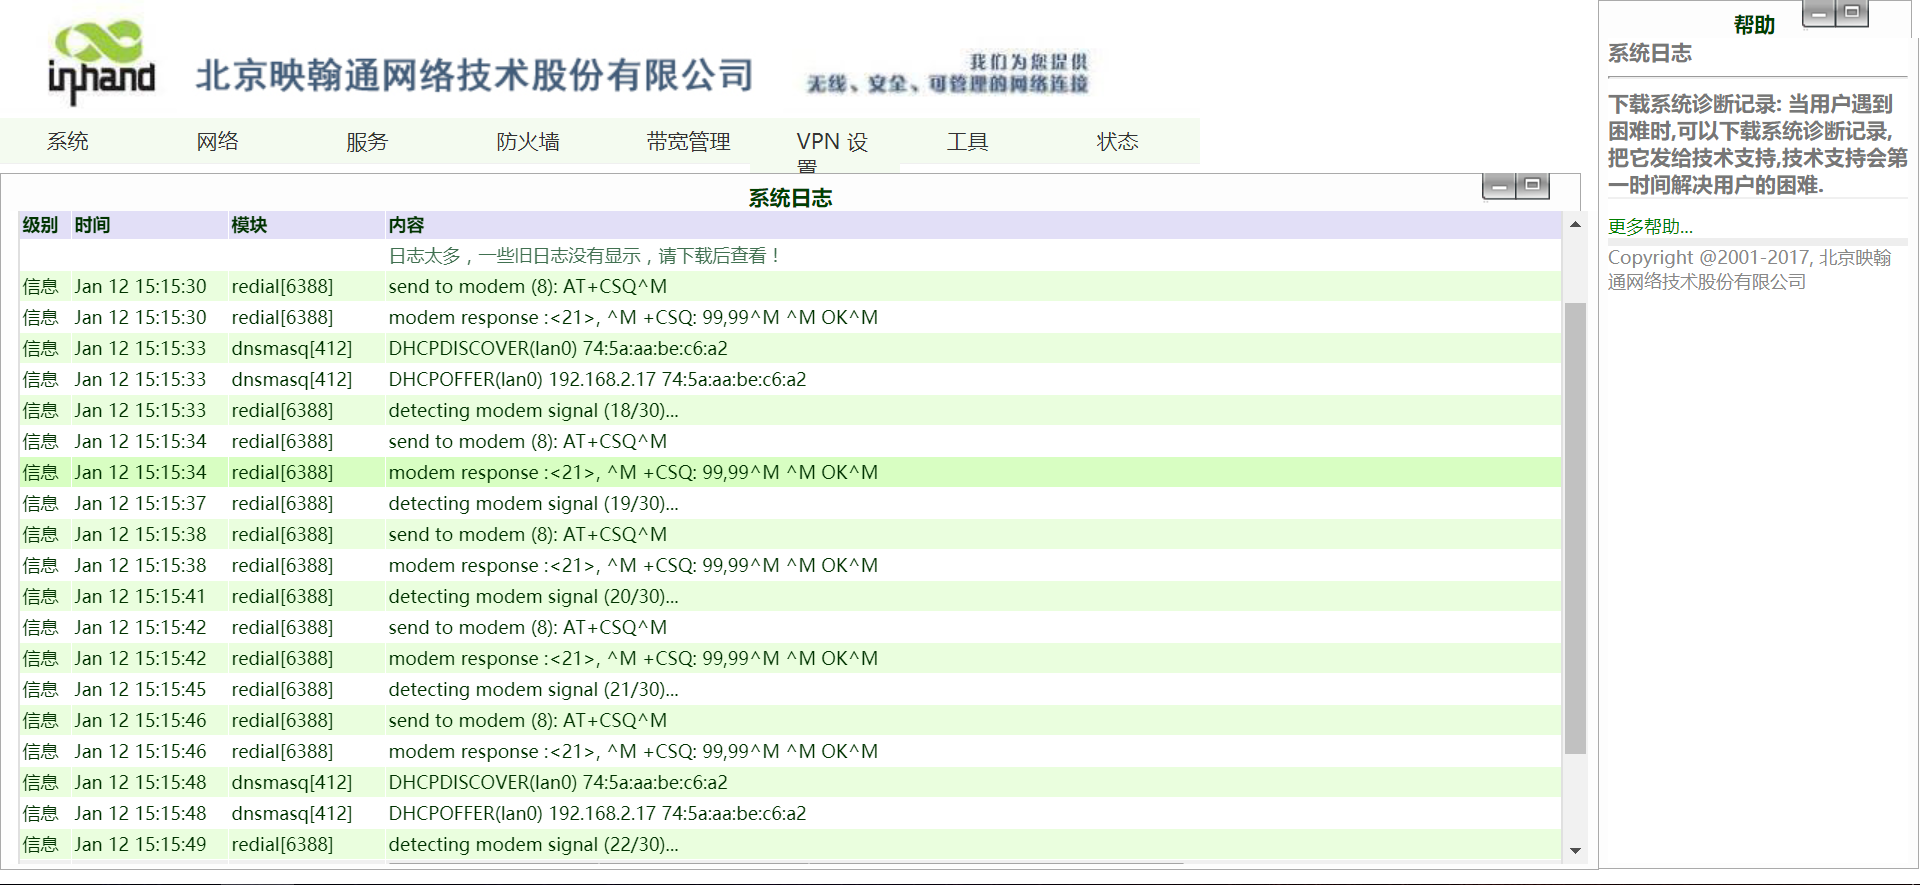 inhand
北京映翰通网络技术股份有限公司
我们为您提供
无线、安全、可管理的网络连接
系统 网络 服务 防火墙 带宽管理 VPN 设置 工具 状态
系统日志
级别 时间 模块 内容
日志太多，一些旧日志没有显示，请下载后查看！
信息 Jan 12 15:15:30 redial[6388] send to modem (8): AT+CSQ^M
信息 Jan 12 15:15:30 redial[6388] modem response :<21>, ^M +CSQ: 99,99^M ^M OK^M
信息 Jan 12 15:15:33 dnsmasq[412] DHCPDISCOVER(lan0) 74:5a:aa:be:c6:a2
信息 Jan 12 15:15:33 dnsmasq[412] DHCPOFFER(lan0) 192.168.2.17 74:5a:aa:be:c6:a2
信息 Jan 12 15:15:33 redial[6388] detecting modem signal (18/30)...
信息 Jan 12 15:15:34 redial[6388] send to modem (8): AT+CSQ^M
信息 Jan 12 15:15:34 redial[6388] modem response :<21>, ^M +CSQ: 99,99^M ^M OK^M
信息 Jan 12 15:15:37 redial[6388] detecting modem signal (19/30)...
信息 Jan 12 15:15:38 redial[6388] send to modem (8): AT+CSQ^M
信息 Jan 12 15:15:38 redial[6388] modem response :<21>, ^M +CSQ: 99,99^M ^M OK^M
信息 Jan 12 15:15:41 redial[6388] detecting modem signal (20/30)...
信息 Jan 12 15:15:42 redial[6388] send to modem (8): AT+CSQ^M
信息 Jan 12 15:15:42 redial[6388] modem response :<21>, ^M +CSQ: 99,99^M ^M OK^M
信息 Jan 12 15:15:45 redial[6388] detecting modem signal (21/30)...
信息 Jan 12 15:15:46 redial[6388] send to modem (8): AT+CSQ^M
信息 Jan 12 15:15:46 redial[6388] modem response :<21>, ^M +CSQ: 99,99^M ^M OK^M
信息 Jan 12 15:15:48 dnsmasq[412] DHCPDISCOVER(lan0) 74:5a:aa:be:c6:a2
信息 Jan 12 15:15:48 dnsmasq[412] DHCPOFFER(lan0) 192.168.2.17 74:5a:aa:be:c6:a2
信息 Jan 12 15:15:49 redial[6388] detecting modem signal (22/30)...
帮助
系统日志
下载系统诊断记录: 当用户遇到
困难时,可以下载系统诊断记录,
把它发给技术支持,技术支持会第
一时间解决用户的困难.
更多帮助...
Copyright @2001-2017, 北京映翰
通网络技术股份有限公司